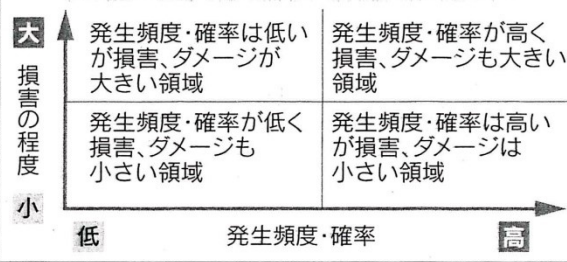 大
損害の程度
小
発生頻度・確率は低い
が損害、ダメージが
大きい領域
発生頻度・確率が高く
損害、ダメージも大きい
領域
発生頻度・確率が低く
損害、ダメージも
小さい領域
発生頻度・確率は高い
が損害、ダメージは
小さい領域
低
発生頻度・確率
高